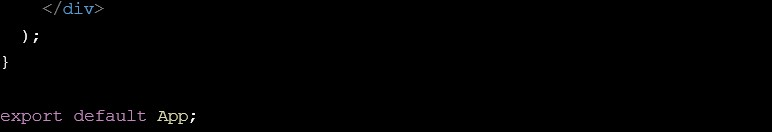 </div>
  );
}

export default App;